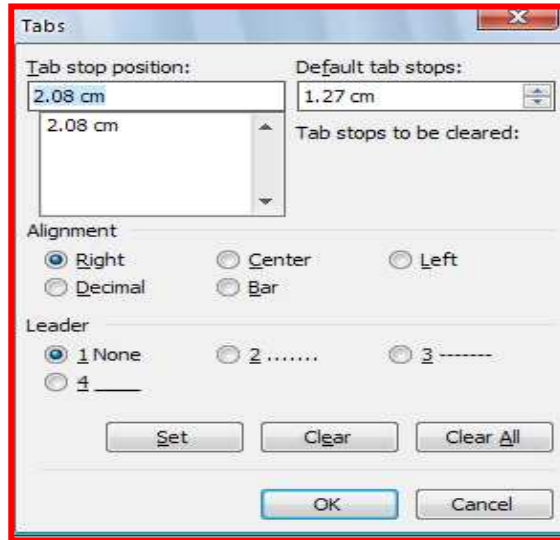 Tabs
Tab stop position: Default tab stops:
2.08 cm 1.27 cm
2.08 cm Tab stops to be cleared:
Alignment
Right Center Left
Decimal Bar
Leader
1 None 2 ....... 3 -------
4 ____
Set Clear Clear All
OK Cancel